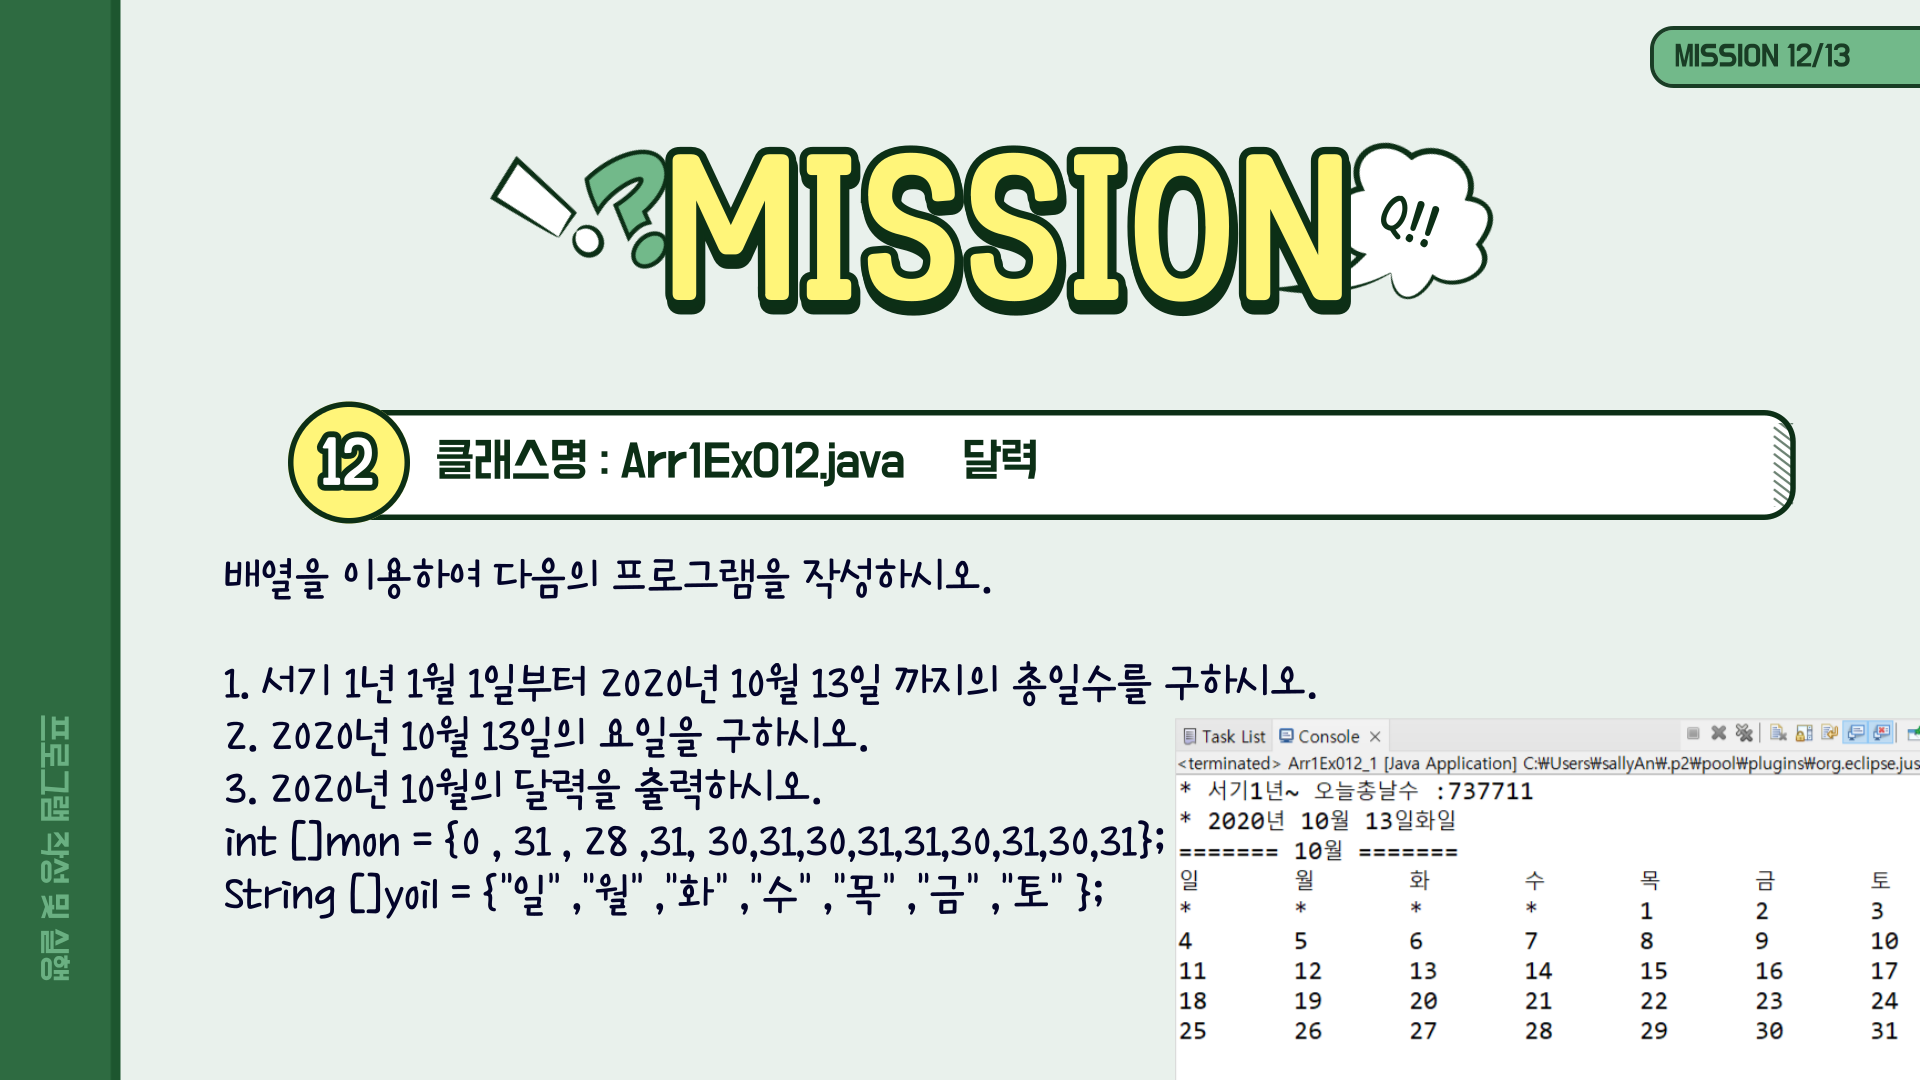 MISSION 12/13
MISSION
Q!!
12
클래스명 : Arr1Ex012.java 달력
배열을 이용하여 다음의 프로그램을 작성하시오.
1. 서기 1년 1월 1일부터 2020년 10월 13일 까지의 총일수를 구하시오.
2. 2020년 10월 13일의 요일을 구하시오.
3. 2020년 10월의 달력을 출력하시오.
int []mon = {0 , 31 , 28 ,31, 30,31,30,31,31,30,31,30,31};
String []yoil = {"일" ,"월" ,"화" ,"수" ,"목" ,"금" ,"토" };
Task List Console
<terminated> Arr1Ex012_1 [Java Application] C:₩Users₩sallyAn₩.p2₩pool₩plugins₩org.eclipse.jus
* 서기1년~ 오늘총날수 :737711
* 2020년 10월 13일화일
======= 10월 =======
일 월 화 수 목 금 토
* * * * 1 2 3
4 5 6 7 8 9 10
11 12 13 14 15 16 17
18 19 20 21 22 23 24
25 26 27 28 29 30 31
프로그램 작성 및 실행